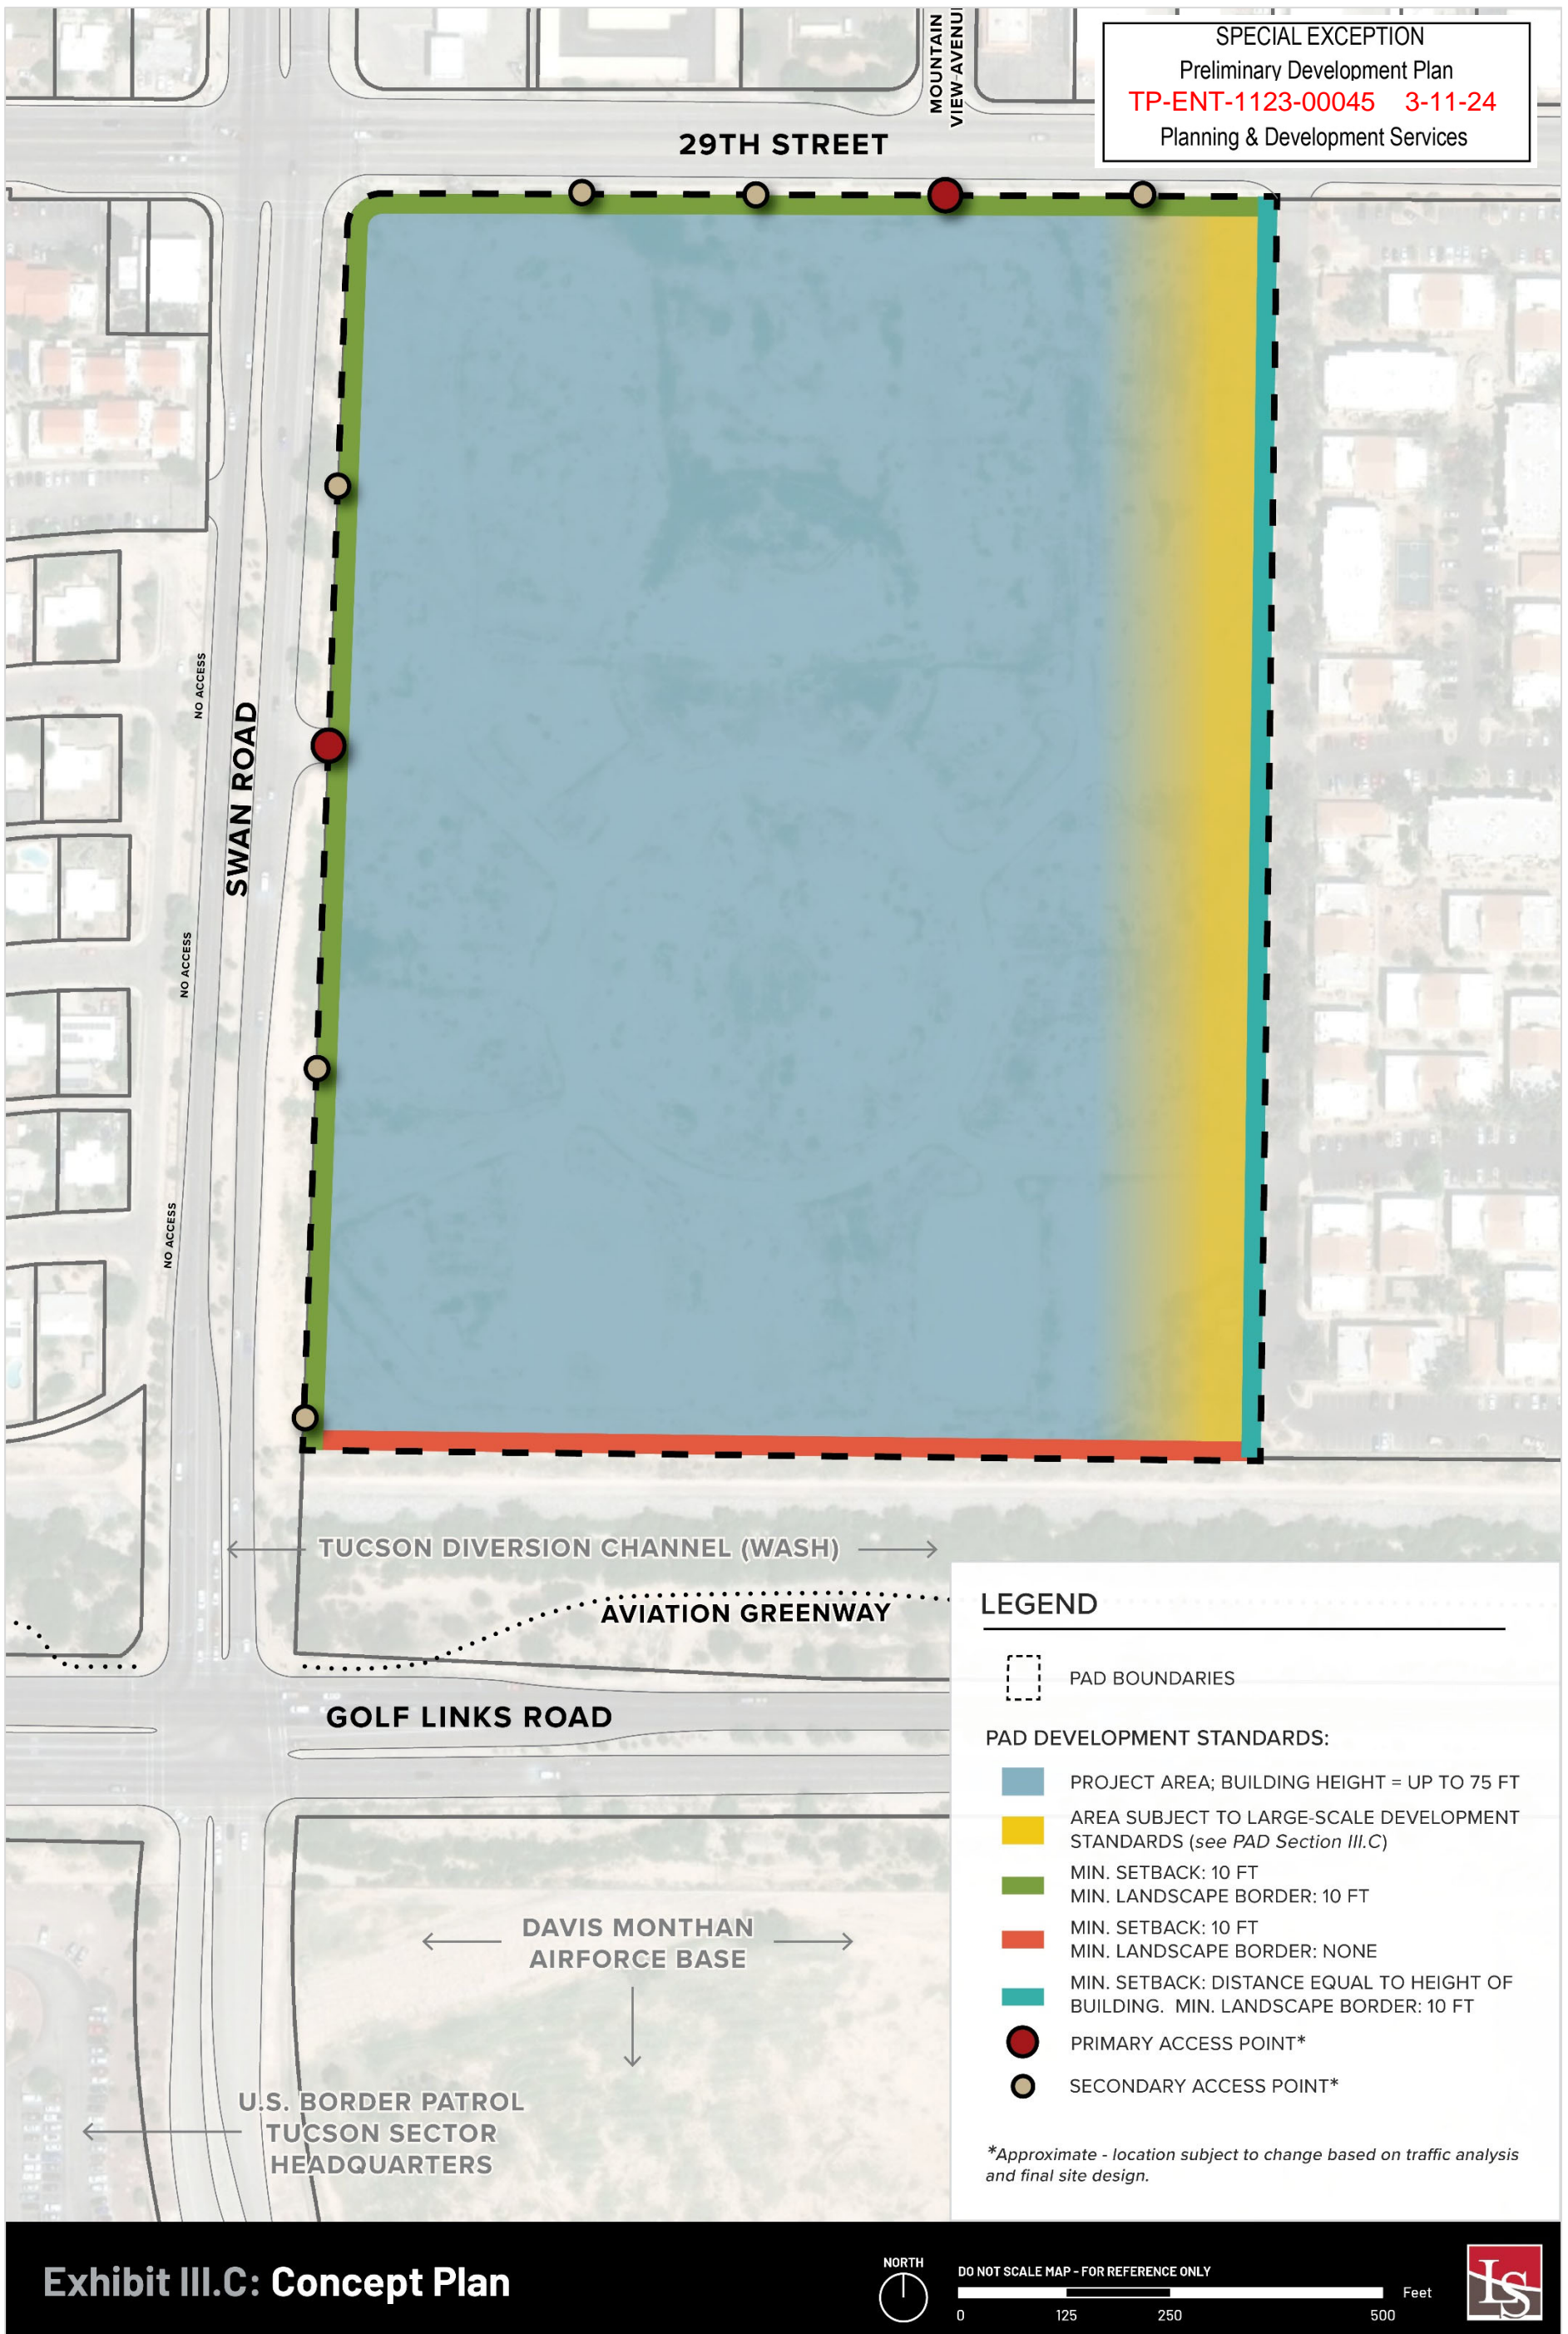 MOUNTAIN
VIEW AVENUE
SPECIAL EXCEPTION
Preliminary Development Plan
TP-ENT-1123-00045 3-11-24
Planning & Development Services
29TH STREET
NO ACCESS
SWAN ROAD
NO ACCESS
NO ACCESS
TUCSON DIVERSION CHANNEL (WASH)
AVIATION GREENWAY
GOLF LINKS ROAD
DAVIS MONTHAN
AIRFORCE BASE
U.S. BORDER PATROL
TUCSON SECTOR
HEADQUARTERS
LEGEND
PAD BOUNDARIES
PAD DEVELOPMENT STANDARDS:
PROJECT AREA; BUILDING HEIGHT = UP TO 75 FT
AREA SUBJECT TO LARGE-SCALE DEVELOPMENT
STANDARDS (see PAD Section III.C)
MIN. SETBACK: 10 FT
MIN. LANDSCAPE BORDER: 10 FT
MIN. SETBACK: 10 FT
MIN. LANDSCAPE BORDER: NONE
MIN. SETBACK: DISTANCE EQUAL TO HEIGHT OF
BUILDING. MIN. LANDSCAPE BORDER: 10 FT
PRIMARY ACCESS POINT*
SECONDARY ACCESS POINT*
*Approximate - location subject to change based on traffic analysis
and final site design.
Exhibit III.C: Concept Plan
NORTH
DO NOT SCALE MAP - FOR REFERENCE ONLY
Feet
0 125 250 500
LS